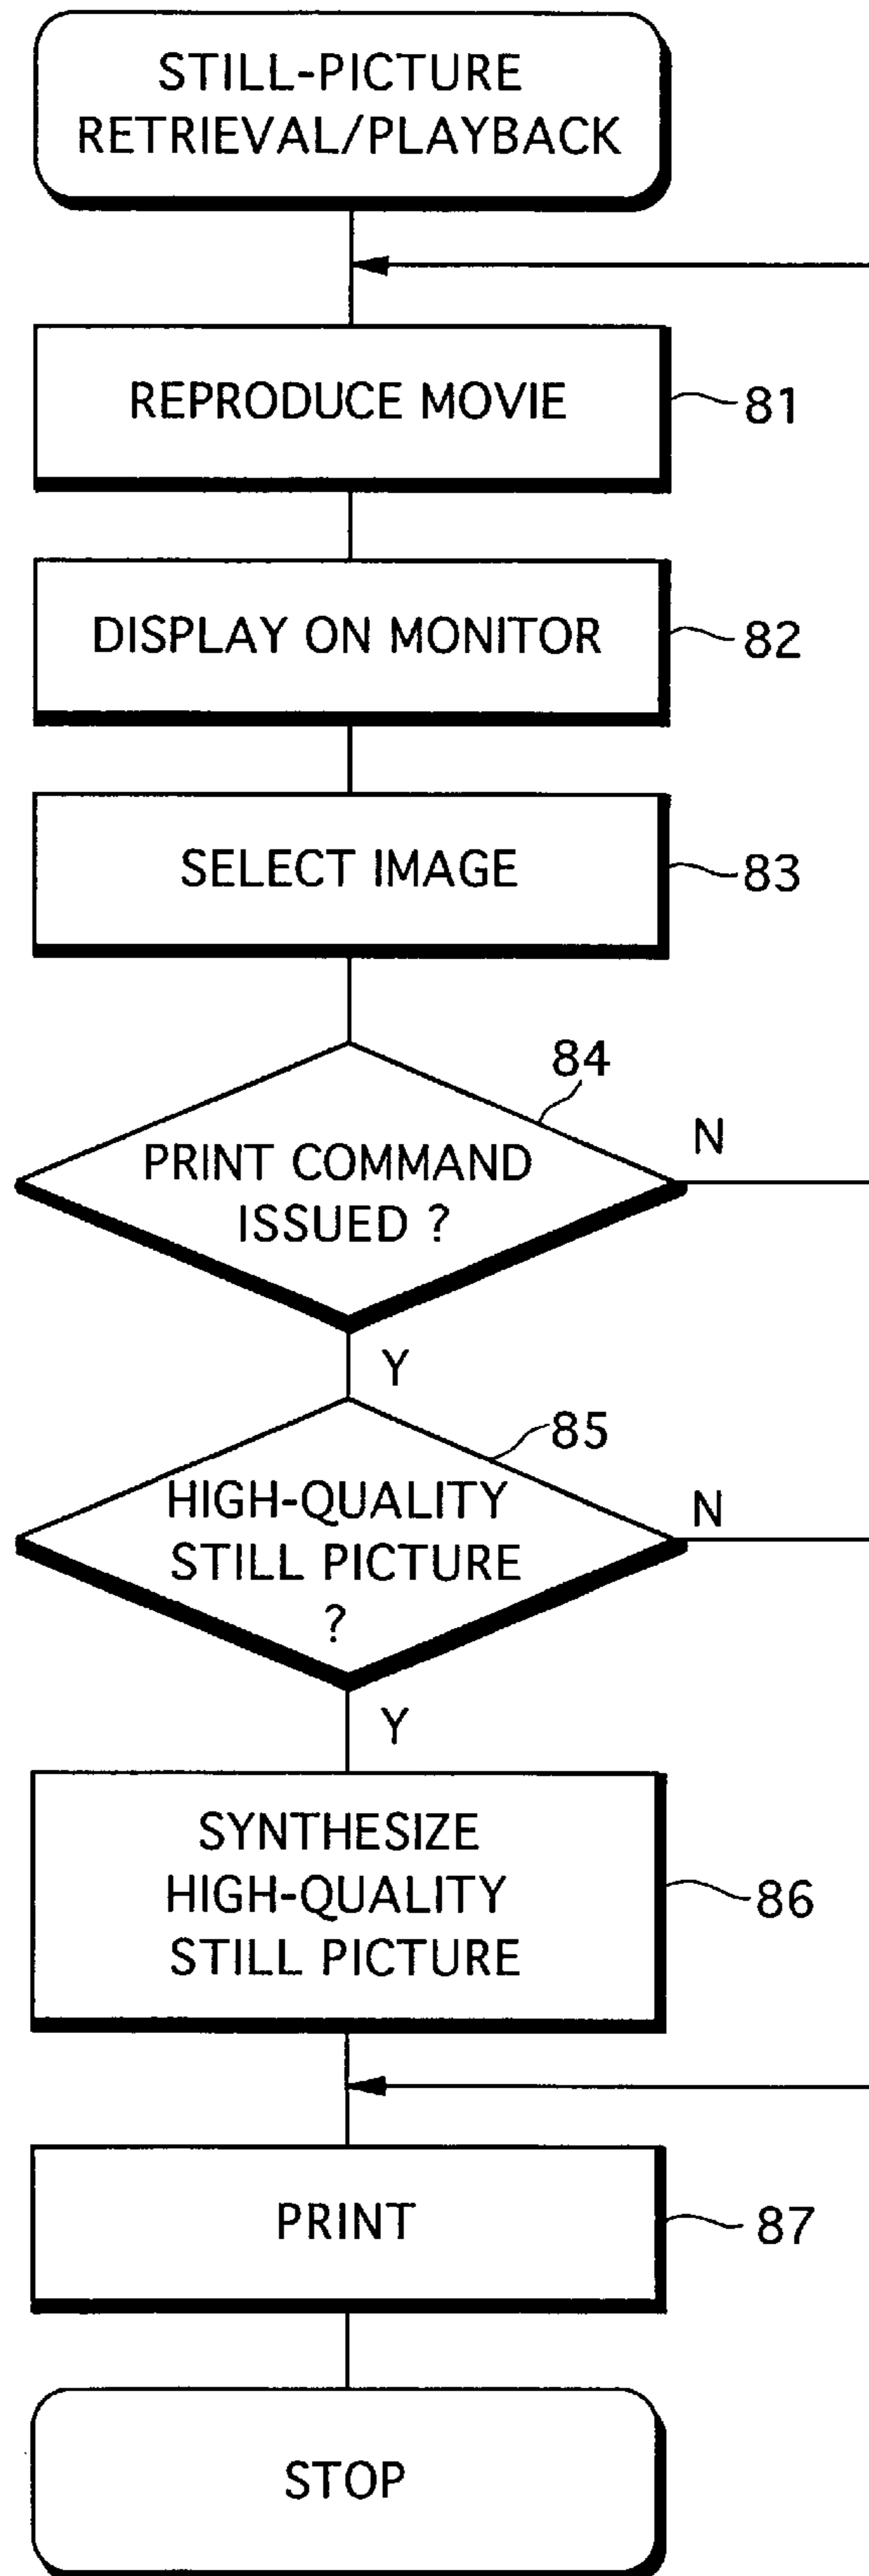 STILL-PICTURE
RETRIEVAL/PLAYBACK
REPRODUCE MOVIE
81
DISPLAY ON MONITOR
82
SELECT IMAGE
83
84
N
PRINT COMMAND
ISSUED ?
Y
85
HIGH-QUALITY
N
STILL PICTURE
?
Y
SYNTHESIZE
HIGH-QUALITY
86
STILL PICTURE
PRINT
87
STOP